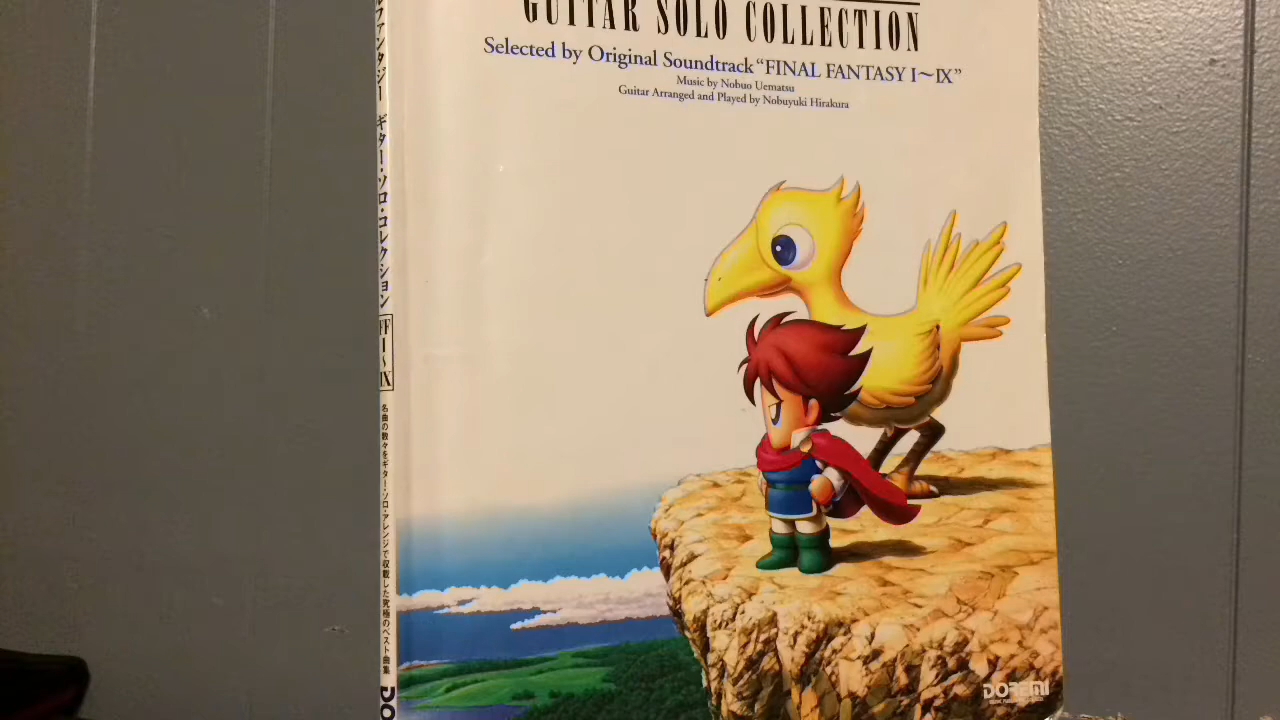 GUITAR SOLO COLLECTION
Selected by Original Soundtrack “FINAL FANTASY I〜IX”
Music by Nobuo Uematsu
Guitar Arranged and Played by Nobuyuki Hirakura
ファンタジー ギター・ソロ・コレクション FF I〜IX
名曲の数々をギター・ソロ・アレンジで収載した究極のベスト曲集
DO
DOREMI